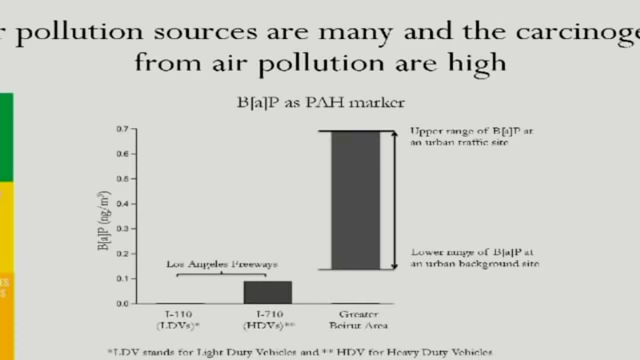 pollution sources are many and the
from air pollution are high
B[a]P as PAH marker
0.7
0.6
0.5
0.4
0.3
0.2
0.1
0.0
B[a]P (ng/m³)
Upper range of B[a]P at
an urban traffic site
Lower range of B[a]P at
an urban background site
Los Angeles Freeways
I-110
(LDVs)*
I-710
(HDVs)**
Greater
Beirut Area
*LDV stands for Light Duty Vehicles and ** HDV for Heavy Duty Vehicles